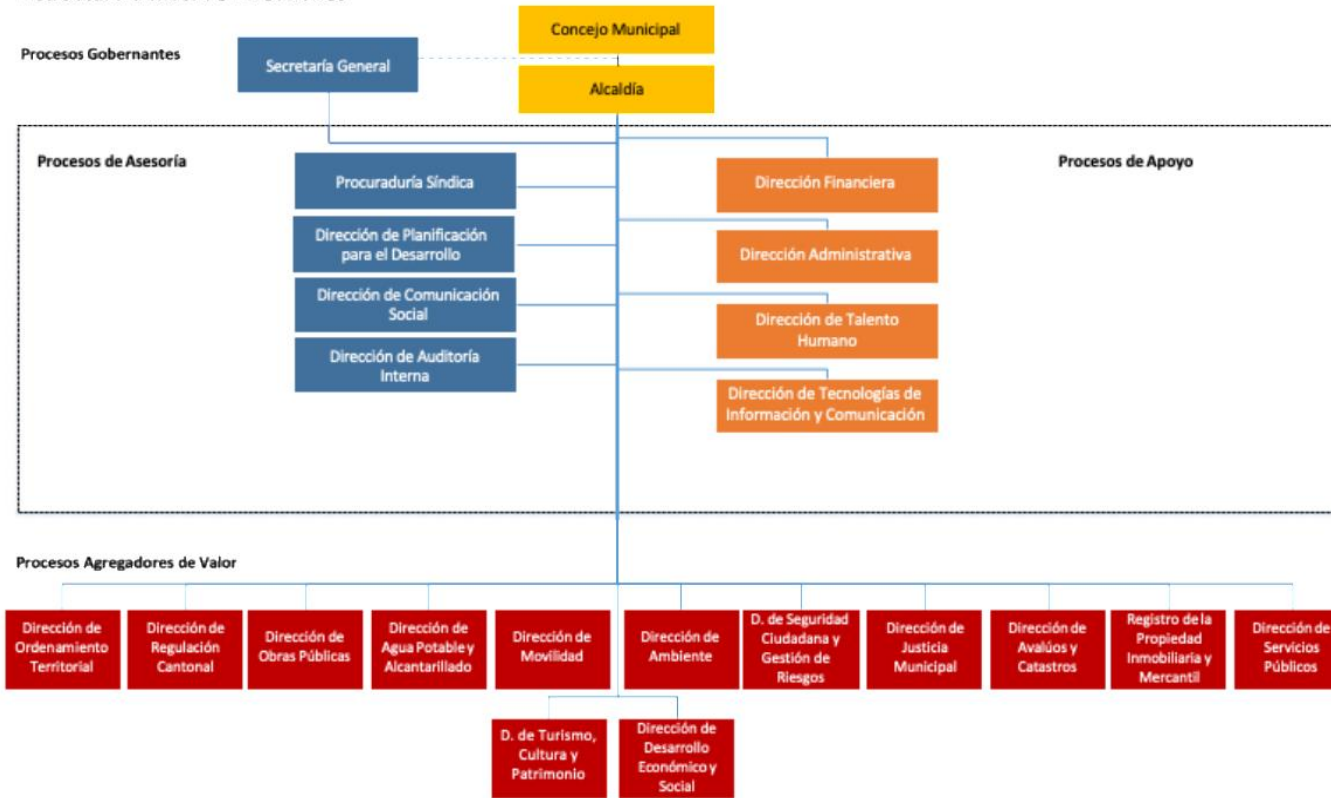 Concejo Municipal
Procesos Gobernantes
Secretaría General
Alcaldía
Procesos de Asesoría
Procesos de Apoyo
Procuraduría Síndica
Dirección Financiera
Dirección de Planificación
para el Desarrollo
Dirección Administrativa
Dirección de Comunicación
Social
Dirección de Talento
Humano
Dirección de Auditoría
Interna
Dirección de Tecnologías de
Información y Comunicación
Procesos Agregadores de Valor
Dirección de
Ordenamiento
Territorial
Dirección de
Regulación
Cantonal
Dirección de
Obras Públicas
Dirección de
Agua Potable y
Alcantarillado
Dirección de
Movilidad
Dirección de
Ambiente
D. de Seguridad
Ciudadana y
Gestión de
Riesgos
Dirección de
Justicia
Municipal
Dirección de
Avalúos y
Catastros
Registro de la
Propiedad
Inmobiliaria y
Mercantil
Dirección de
Servicios
Públicos
D. de Turismo,
Cultura y
Patrimonio
Dirección de
Desarrollo
Económico y
Social